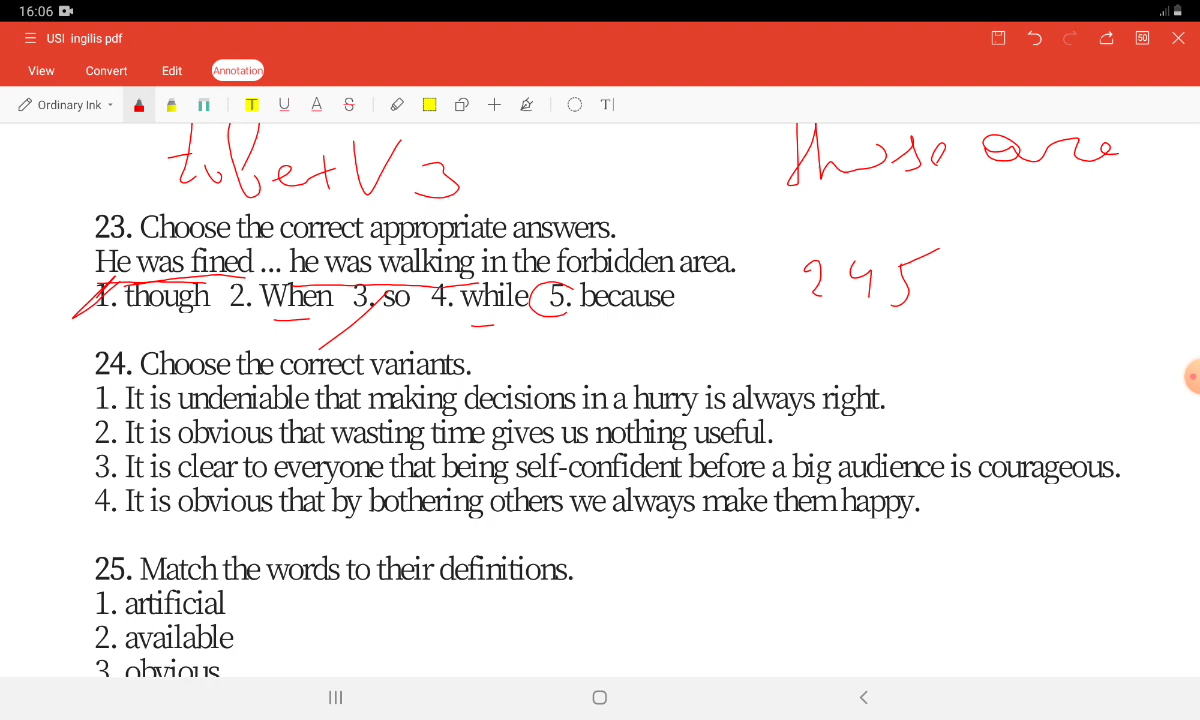 16:06
USI ingilis pdf
50
View Convert Edit Annotation
Ordinary Ink T U A S T
to be + V 3
those are
23. Choose the correct appropriate answers.
He was fined ... he was walking in the forbidden area.
245
1. though 2. When 3. so 4. while 5. because
24. Choose the correct variants.
1. It is undeniable that making decisions in a hurry is always right.
2. It is obvious that wasting time gives us nothing useful.
3. It is clear to everyone that being self-confident before a big audience is courageous.
4. It is obvious that by bothering others we always make them happy.
25. Match the words to their definitions.
1. artificial
2. available
3. obvious